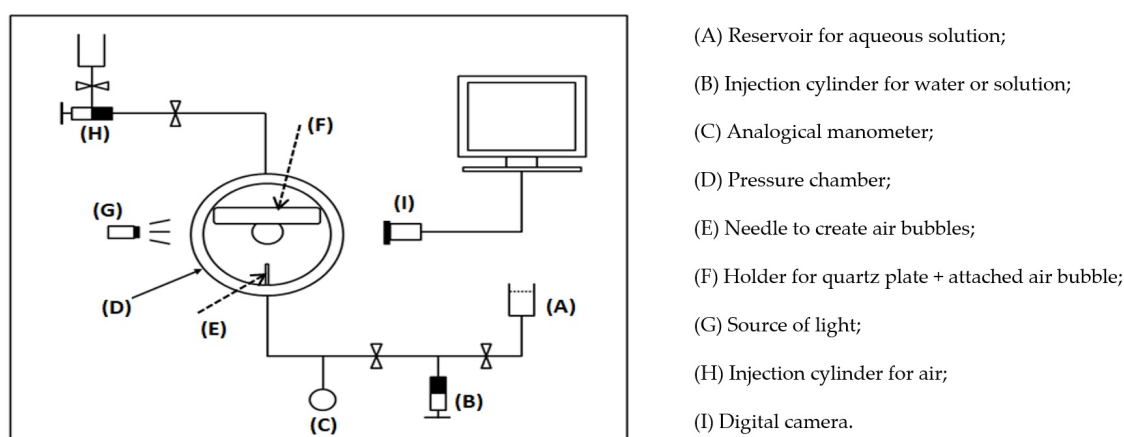 (H)
(F)
(G)
(I)
(D)
(E)
(A)
(B)
(C)
(A) Reservoir for aqueous solution;
(B) Injection cylinder for water or solution;
(C) Analogical manometer;
(D) Pressure chamber;
(E) Needle to create air bubbles;
(F) Holder for quartz plate + attached air bubble;
(G) Source of light;
(H) Injection cylinder for air;
(I) Digital camera.